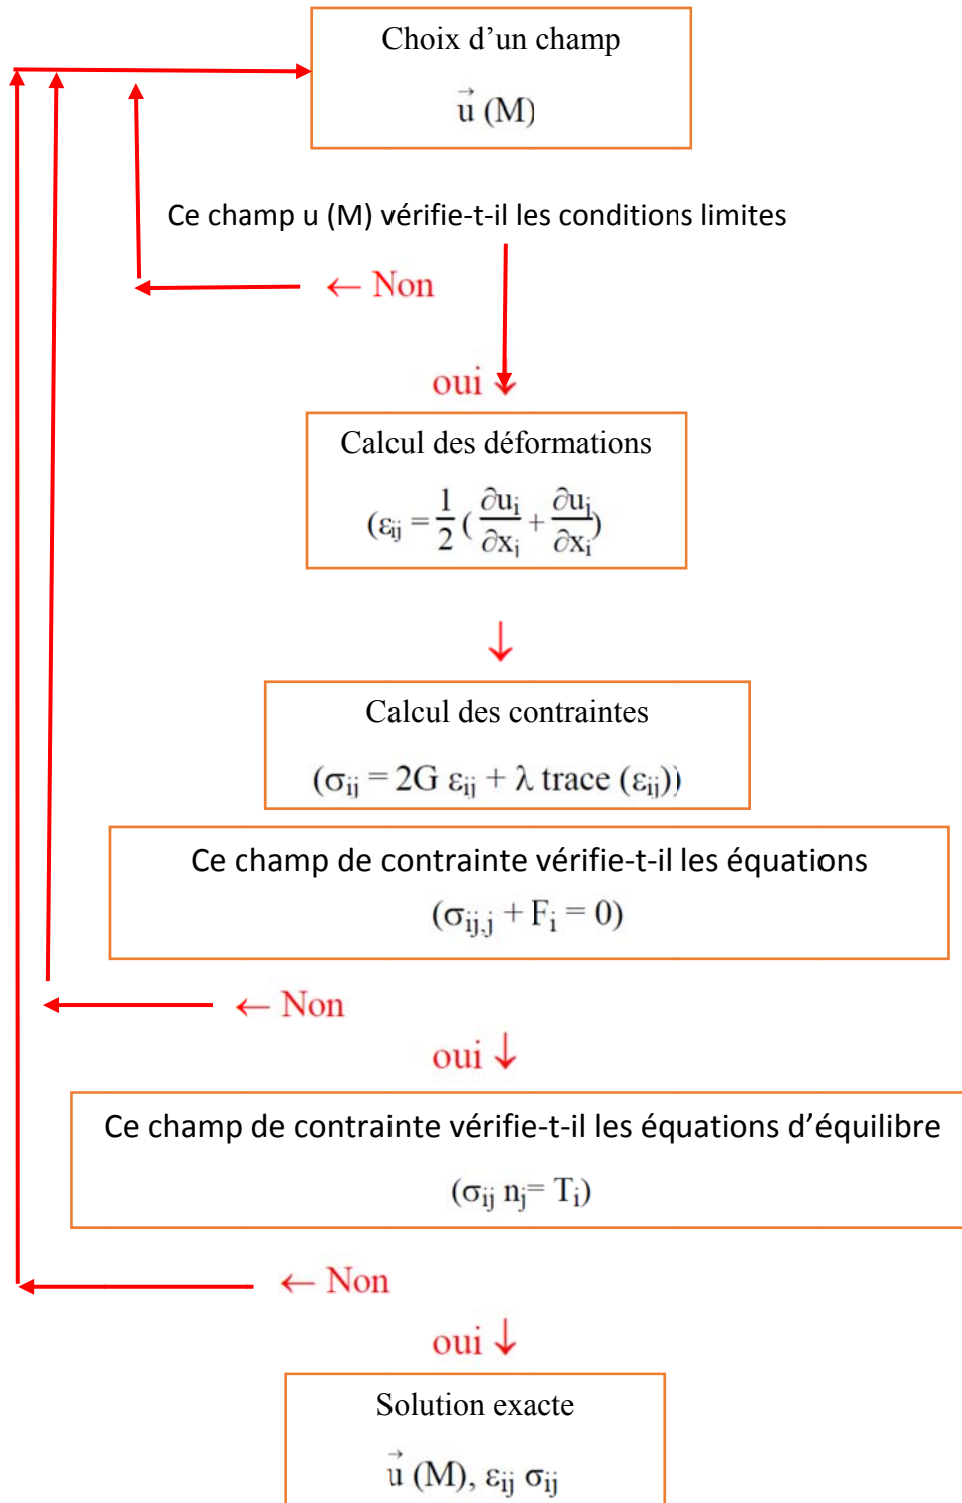 Choix d'un champ
u⃗ (M)
Ce champ u (M) vérifie-t-il les conditions limites
← Non
oui ↓
Calcul des déformations
(εij = 1/2 ( ∂ui/∂xj + ∂uj/∂xi )
↓
Calcul des contraintes
(σij = 2G εij + λ trace (εij))
Ce champ de contrainte vérifie-t-il les équations
(σij,j + Fi = 0)
← Non
oui ↓
Ce champ de contrainte vérifie-t-il les équations d'équilibre
(σij nj= Ti)
← Non
oui ↓
Solution exacte
u⃗ (M), εij σij